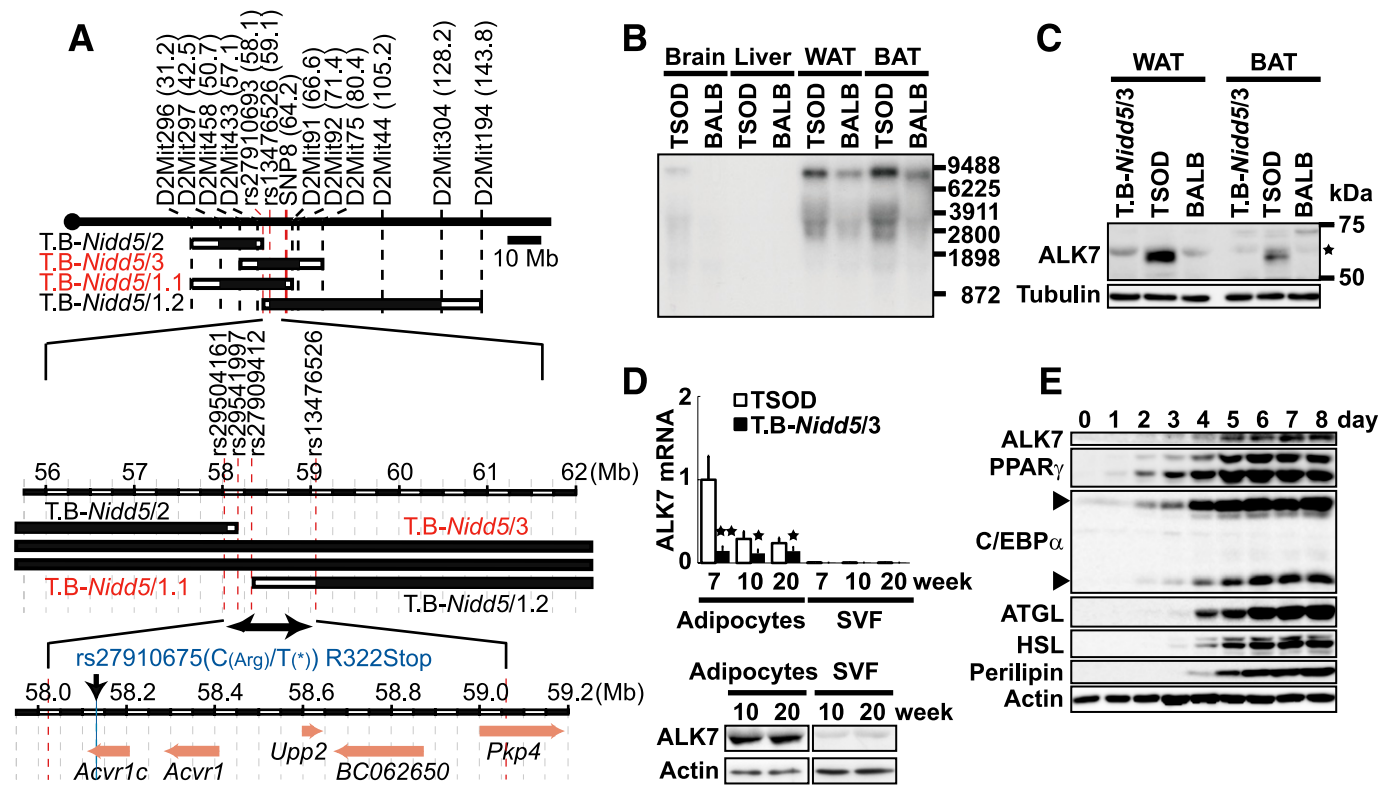 A
D2Mit296 (31.2)
D2Mit297 (42.5)
D2Mit458 (50.7)
D2Mit433 (57.1)
rs27910693 (58.1)
rs13476526 (59.1)
SNP8 (64.2)
D2Mit91 (66.6)
D2Mit92 (71.4)
D2Mit75 (80.4)
D2Mit44 (105.2)
D2Mit304 (128.2)
D2Mit194 (143.8)
T.B-Nidd5/2
T.B-Nidd5/3
T.B-Nidd5/1.1
T.B-Nidd5/1.2
10 Mb
rs29504161
rs29541997
rs27909412
rs13476526
56 57 58 59 60 61 62 (Mb)
T.B-Nidd5/2
T.B-Nidd5/3
T.B-Nidd5/1.1
T.B-Nidd5/1.2
rs27910675(C(Arg)/T(*)) R322Stop
58.0 58.2 58.4 58.6 58.8 59.0 59.2 (Mb)
Acvr1c Acvr1 Upp2 BC062650 Pkp4
B
Brain Liver WAT BAT
TSOD BALB TSOD BALB TSOD BALB TSOD BALB
9488
6225
3911
2800
1898
872
C
WAT BAT
T.B-Nidd5/3 TSOD BALB T.B-Nidd5/3 TSOD BALB
kDa
75
ALK7 ★
50
Tubulin
D
ALK7 mRNA
2
1
0
TSOD
T.B-Nidd5/3
★★ ★ ★
7 10 20 7 10 20 week
Adipocytes SVF
Adipocytes SVF
10 20 10 20 week
ALK7
Actin
E
0 1 2 3 4 5 6 7 8 day
ALK7
PPARγ
C/EBPα
ATGL
HSL
Perilipin
Actin